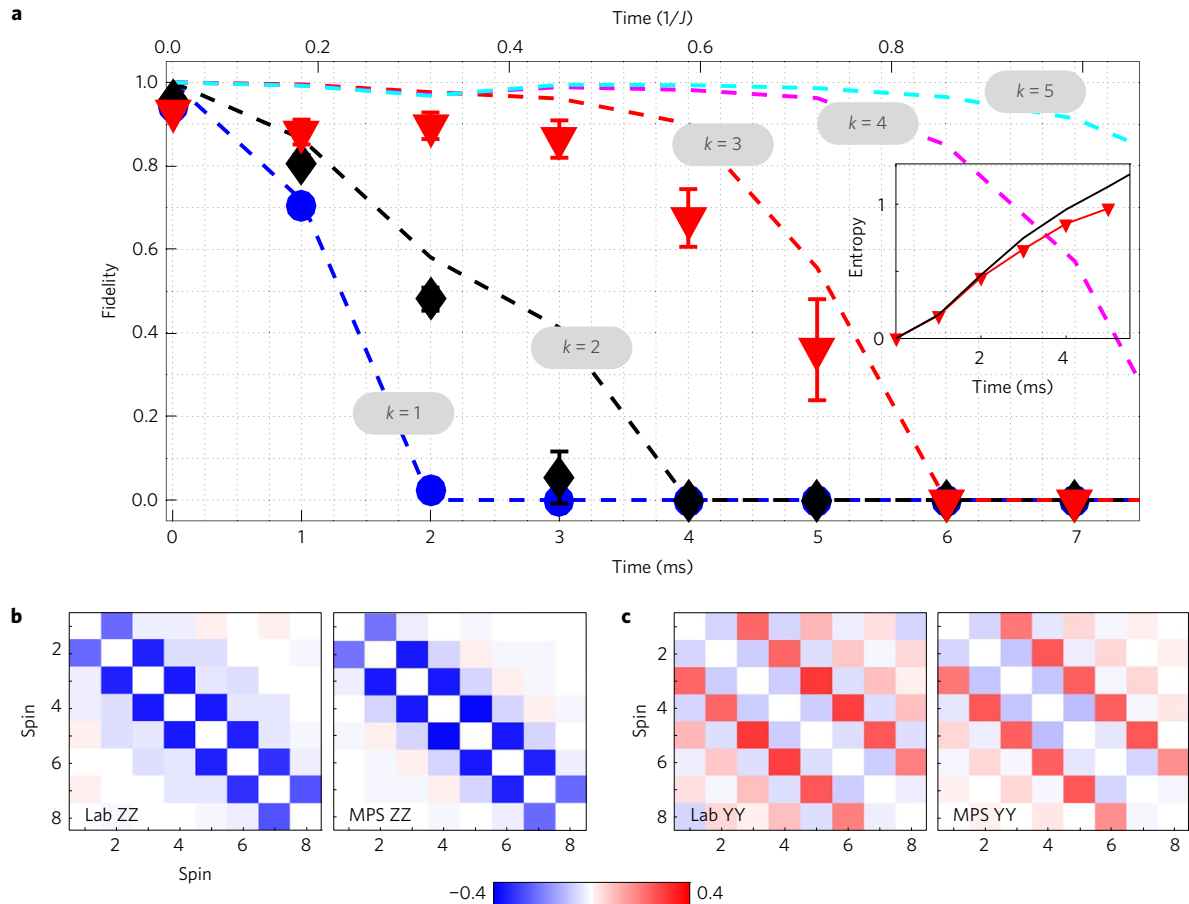 a
Time (1/J)
0.0 0.2 0.4 0.6 0.8
1.0
0.8
0.6
0.4
0.2
0.0
Fidelity
k = 5
k = 4
k = 3
k = 2
k = 1
1
0
Entropy
2 4
Time (ms)
0 1 2 3 4 5 6 7
Time (ms)
b
c
2
4
6
8
Spin
Lab ZZ
MPS ZZ
2 4 6 8
2 4 6 8
Spin
2
4
6
8
Spin
Lab YY
MPS YY
2 4 6 8
2 4 6 8
−0.4
0.4